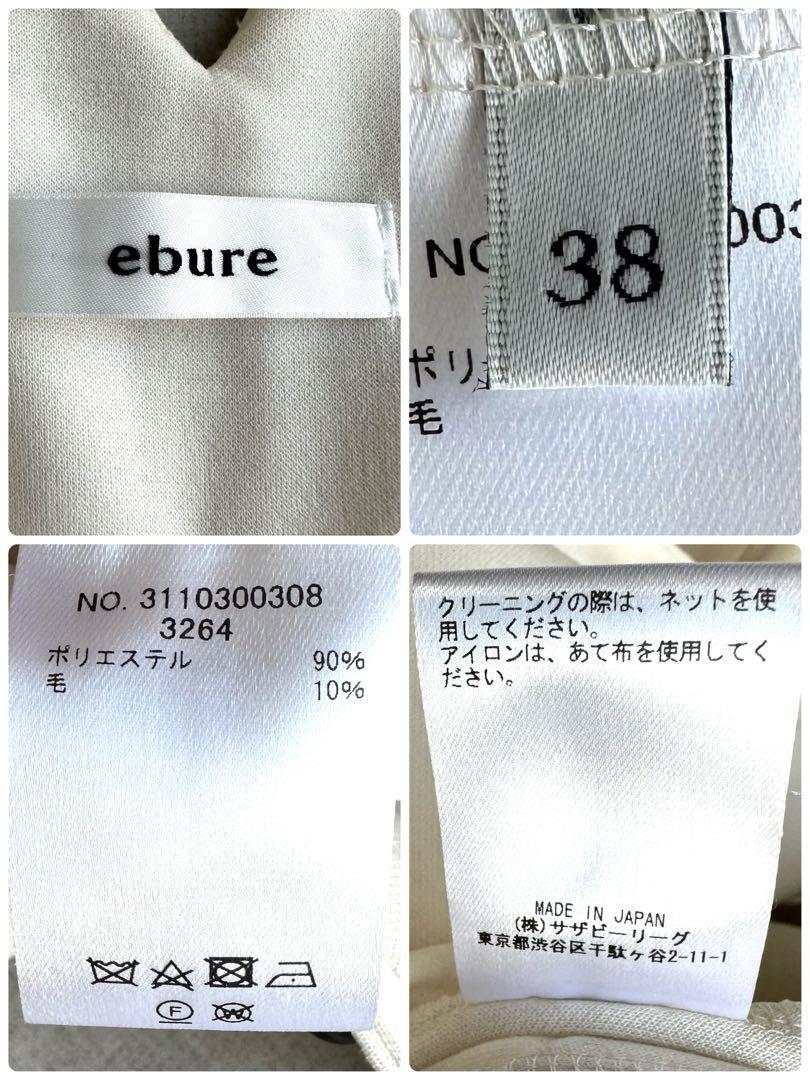 ebure
38
NO.
003
ポリ
毛
NO. 3110300308
3264
ポリエステル 90%
毛 10%
F
W
クリーニングの際は、ネットを使
用してください。
アイロンは、あて布を使用してく
ださい。
MADE IN JAPAN
(株)サザビーリーグ
東京都渋谷区千駄ヶ谷2-11-1